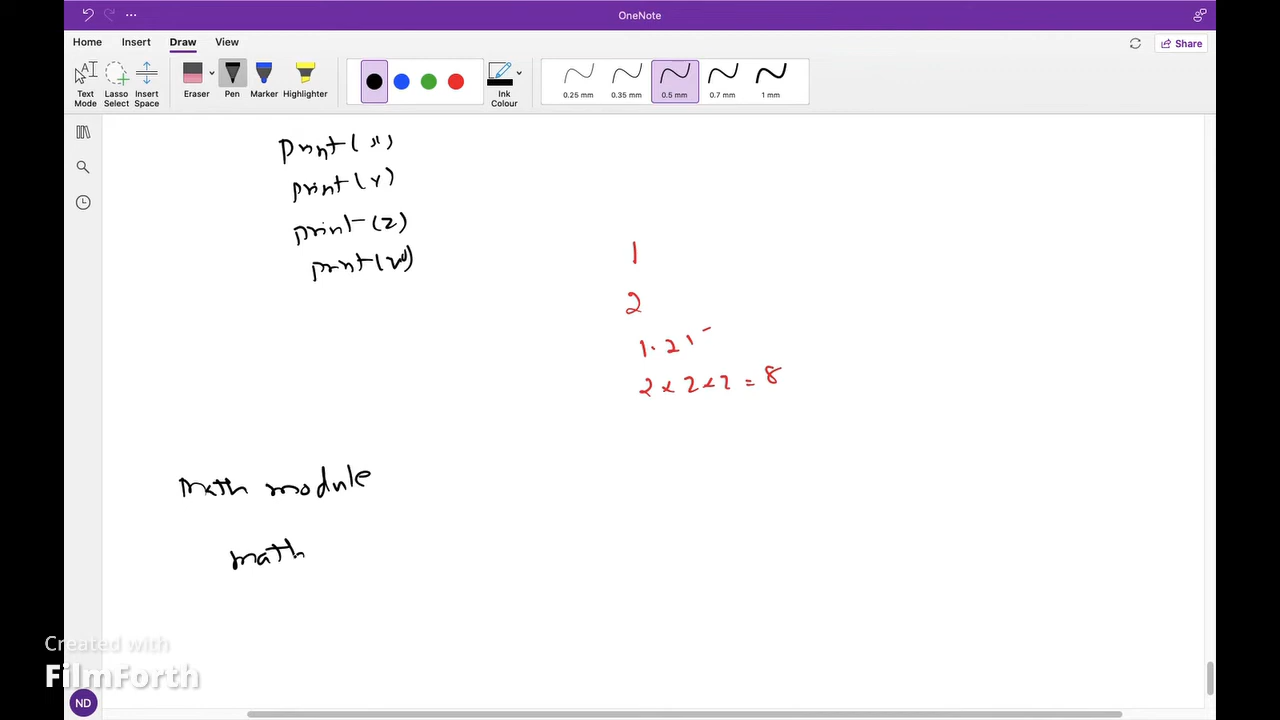 OneNote
Home Insert Draw View
Share
Text Mode
Lasso Select
Insert Space
Eraser
Pen
Marker
Highlighter
Ink Colour
0.25 mm
0.35 mm
0.5 mm
0.7 mm
1 mm
print(x)
print(y)
print(z)
print(w)
1
2
1.21
2 × 2 × 2 = 8
math module
math
Created with
FilmForth
ND